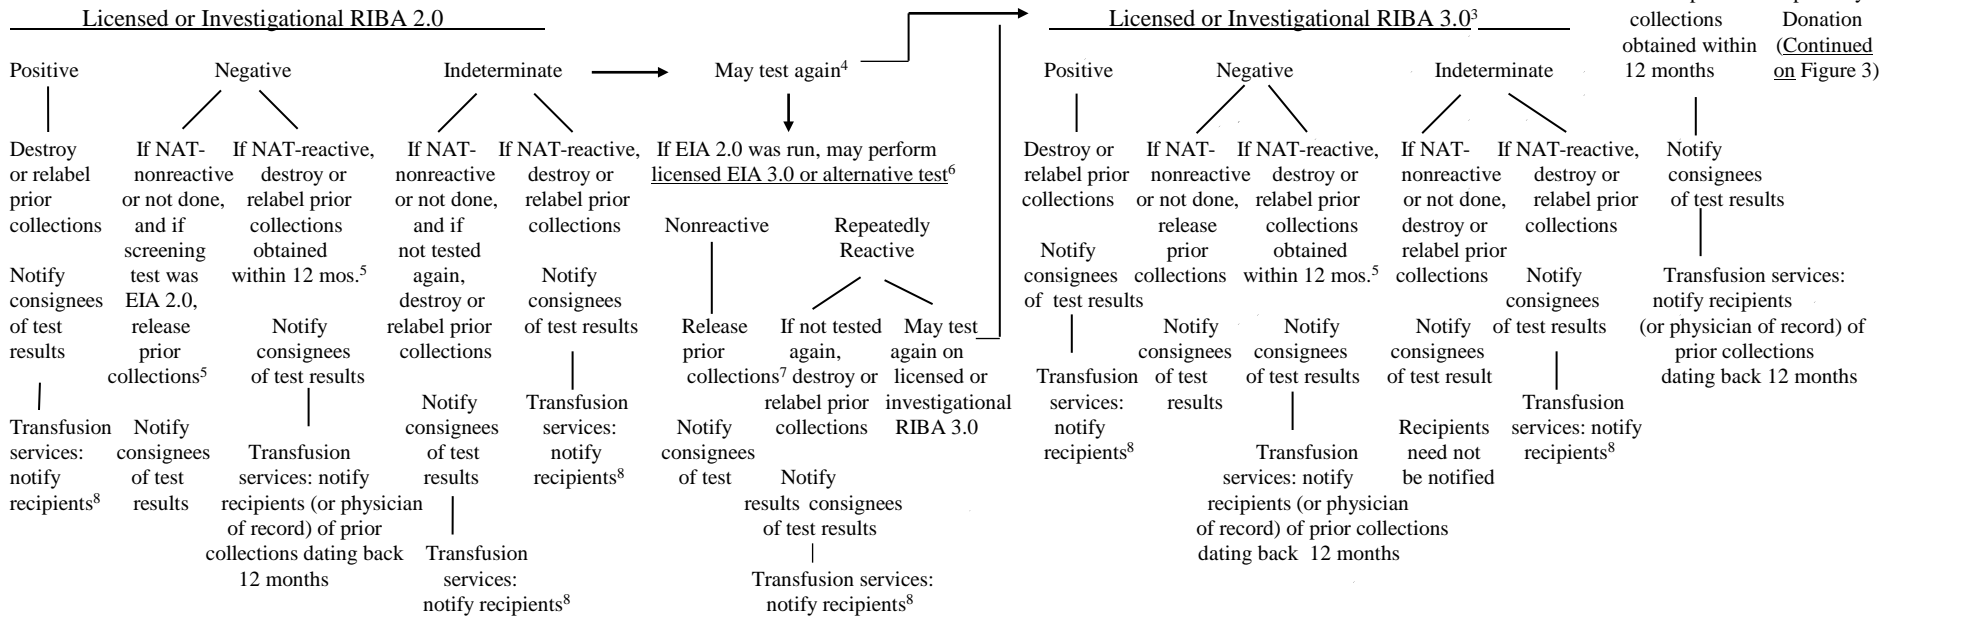 Licensed or Investigational RIBA 2.0
Positive
Destroy
or relabel
prior
collections
Notify
consignees
of test
results
Transfusion
services:
notify
recipients⁸
Negative
If NAT-
nonreactive
or not done,
and if
screening
test was
EIA 2.0,
release
prior
collections⁵
Notify
consignees
of test
results
If NAT-reactive,
destroy or
relabel prior
collections
obtained
within 12 mos.⁵
Notify
consignees
of test results
Transfusion
services: notify
recipients (or physician
of record) of prior
collections dating back
12 months
Indeterminate
If NAT-
nonreactive
or not done,
and if
not tested
again,
destroy or
relabel prior
collections
Notify
consignees
of test
results
Transfusion
services:
notify recipients⁸
If NAT-reactive,
destroy or
relabel prior
collections
Notify
consignees
of test results
Transfusion
services:
notify
recipients⁸
May test again⁴
If EIA 2.0 was run, may perform
licensed EIA 3.0 or alternative test⁶
Nonreactive
Release
prior
collections⁷
Notify
consignees
of test
Repeatedly
Reactive
If not tested
again,
destroy or
relabel prior
collections
Notify
results consignees
of test results
Transfusion services:
notify recipients⁸
May test
again on
licensed or
investigational
RIBA 3.0
Licensed or Investigational RIBA 3.0³
Positive
Destroy or
relabel prior
collections
Notify
consignees
of test results
Transfusion
services:
notify
recipients⁸
Negative
If NAT-
nonreactive
or not done,
release
prior
collections
Notify
consignees
of test
results
If NAT-reactive,
destroy or
relabel prior
collections
obtained
within 12 mos.⁵
Notify
consignees
of test results
Transfusion
services: notify
recipients (or physician
of record) of prior collections
dating back 12 months
Indeterminate
If NAT-
nonreactive
or not done,
destroy or
relabel prior
collections
Notify
consignees
of test result
Recipients
need not
be notified
If NAT-reactive,
destroy or
relabel prior
collections
Notify
consignees
of test results
Transfusion
services: notify
recipients⁸
collections
obtained within
12 months
Notify
consignees
of test results
Transfusion services:
notify recipients
(or physician of record) of
prior collections
dating back 12 months
Donation
(Continued
on Figure 3)